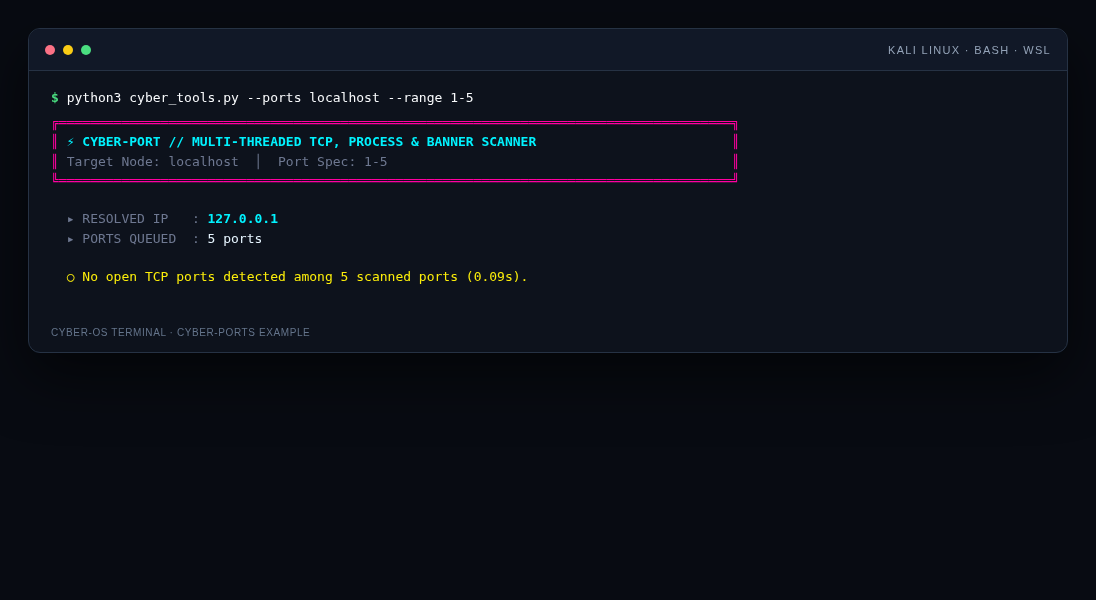 KALI LINUX · BASH · WSL
$ python3 cyber_tools.py --ports localhost --range 1-5
⚡ CYBER-PORT // MULTI-THREADED TCP, PROCESS & BANNER SCANNER
Target Node: localhost │ Port Spec: 1-5
▸ RESOLVED IP : 127.0.0.1
▸ PORTS QUEUED : 5 ports
○ No open TCP ports detected among 5 scanned ports (0.09s).
CYBER-OS TERMINAL · CYBER-PORTS EXAMPLE